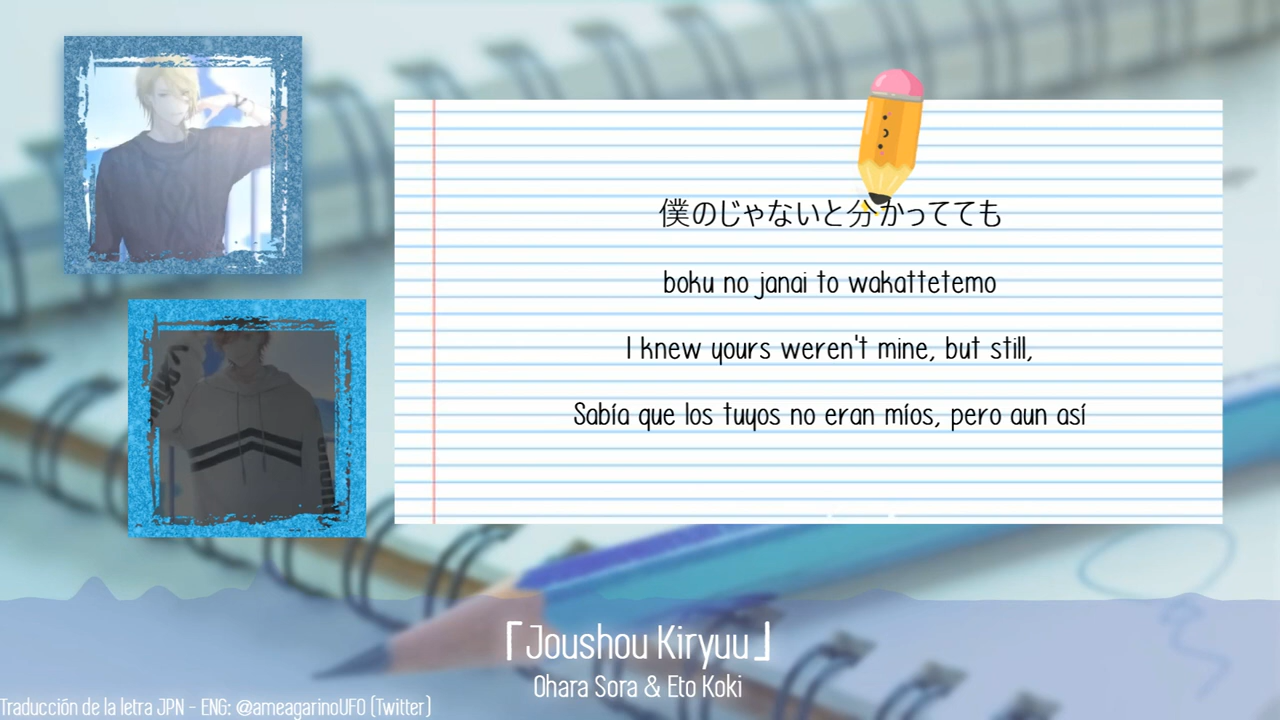 僕のじゃないと分かってても
boku no janai to wakattetemo
I knew yours weren't mine, but still,
Sabía que los tuyos no eran míos, pero aun así
「Joushou Kiryuu」
Ohara Sora & Eto Koki
Traducción de la letra JPN - ENG: @ameagarinoUFO (Twitter)